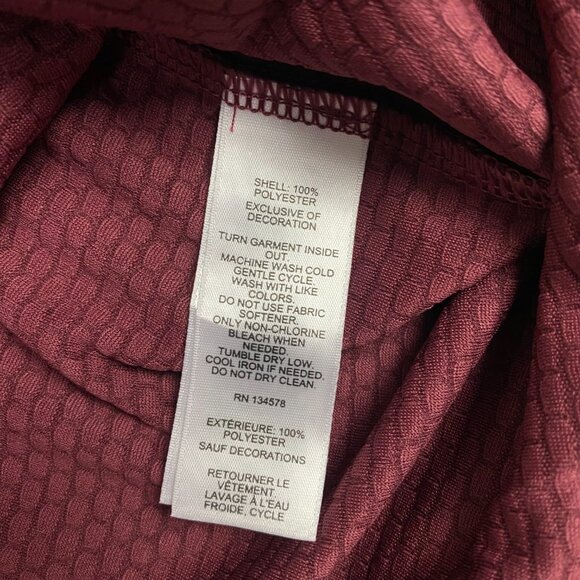 SHELL: 100%
POLYESTER
EXCLUSIVE OF
DECORATION
TURN GARMENT INSIDE
OUT.
MACHINE WASH COLD
GENTLE CYCLE.
WASH WITH LIKE
COLORS.
DO NOT USE FABRIC
SOFTENER.
ONLY NON-CHLORINE
BLEACH WHEN
NEEDED.
TUMBLE DRY LOW.
COOL IRON IF NEEDED.
DO NOT DRY CLEAN
RN 134578
EXTÉRIEURE: 100%
POLYESTER
SAUF DECORATIONS
RETOURNER LE
VÊTEMENT.
LAVAGE À L'EAU
FROIDE, CYCLE